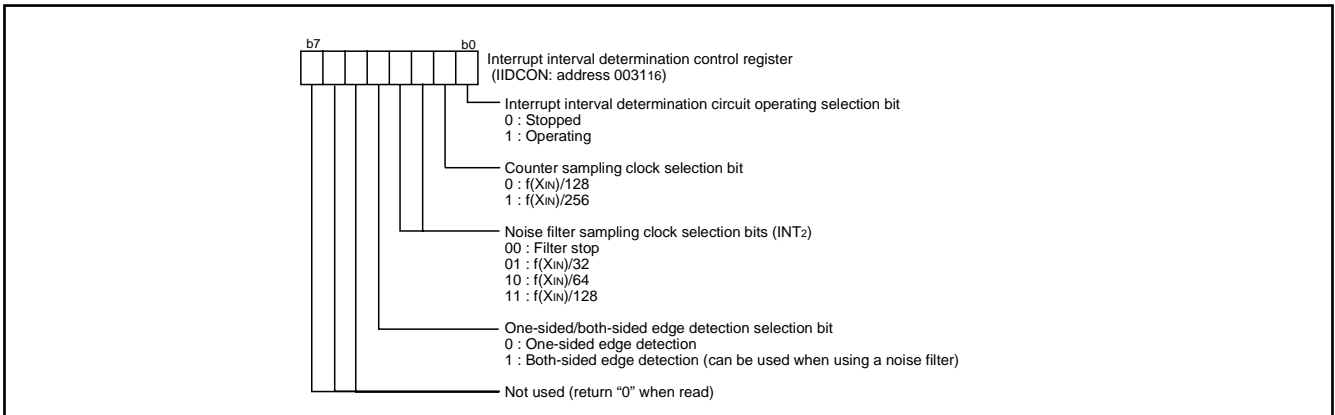 b7 b0
Interrupt interval determination control register
(IIDCON: address 003116)
Interrupt interval determination circuit operating selection bit
0 : Stopped
1 : Operating
Counter sampling clock selection bit
0 : f(XIN)/128
1 : f(XIN)/256
Noise filter sampling clock selection bits (INT2)
00 : Filter stop
01 : f(XIN)/32
10 : f(XIN)/64
11 : f(XIN)/128
One-sided/both-sided edge detection selection bit
0 : One-sided edge detection
1 : Both-sided edge detection (can be used when using a noise filter)
Not used (return “0” when read)